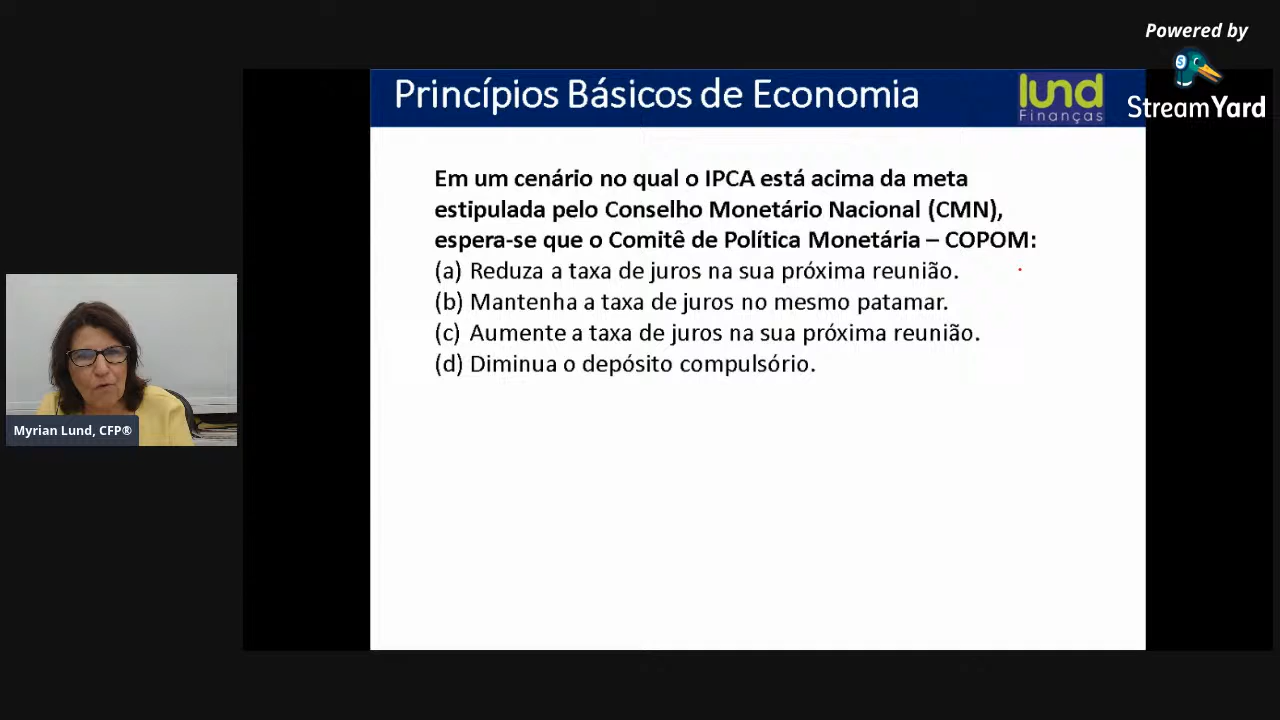 Powered by
StreamYard
Princípios Básicos de Economia
lund
Finanças
Em um cenário no qual o IPCA está acima da meta
estipulada pelo Conselho Monetário Nacional (CMN),
espera-se que o Comitê de Política Monetária – COPOM:
(a) Reduza a taxa de juros na sua próxima reunião.
(b) Mantenha a taxa de juros no mesmo patamar.
(c) Aumente a taxa de juros na sua próxima reunião.
(d) Diminua o depósito compulsório.
Myrian Lund, CFP®